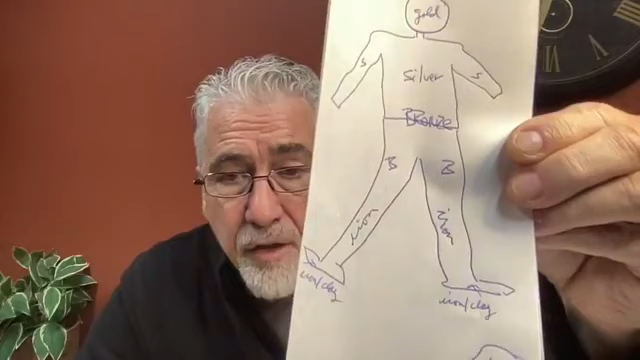 gold
S Silver S
BRONZE
B B
iron iron
iron/clay iron/clay